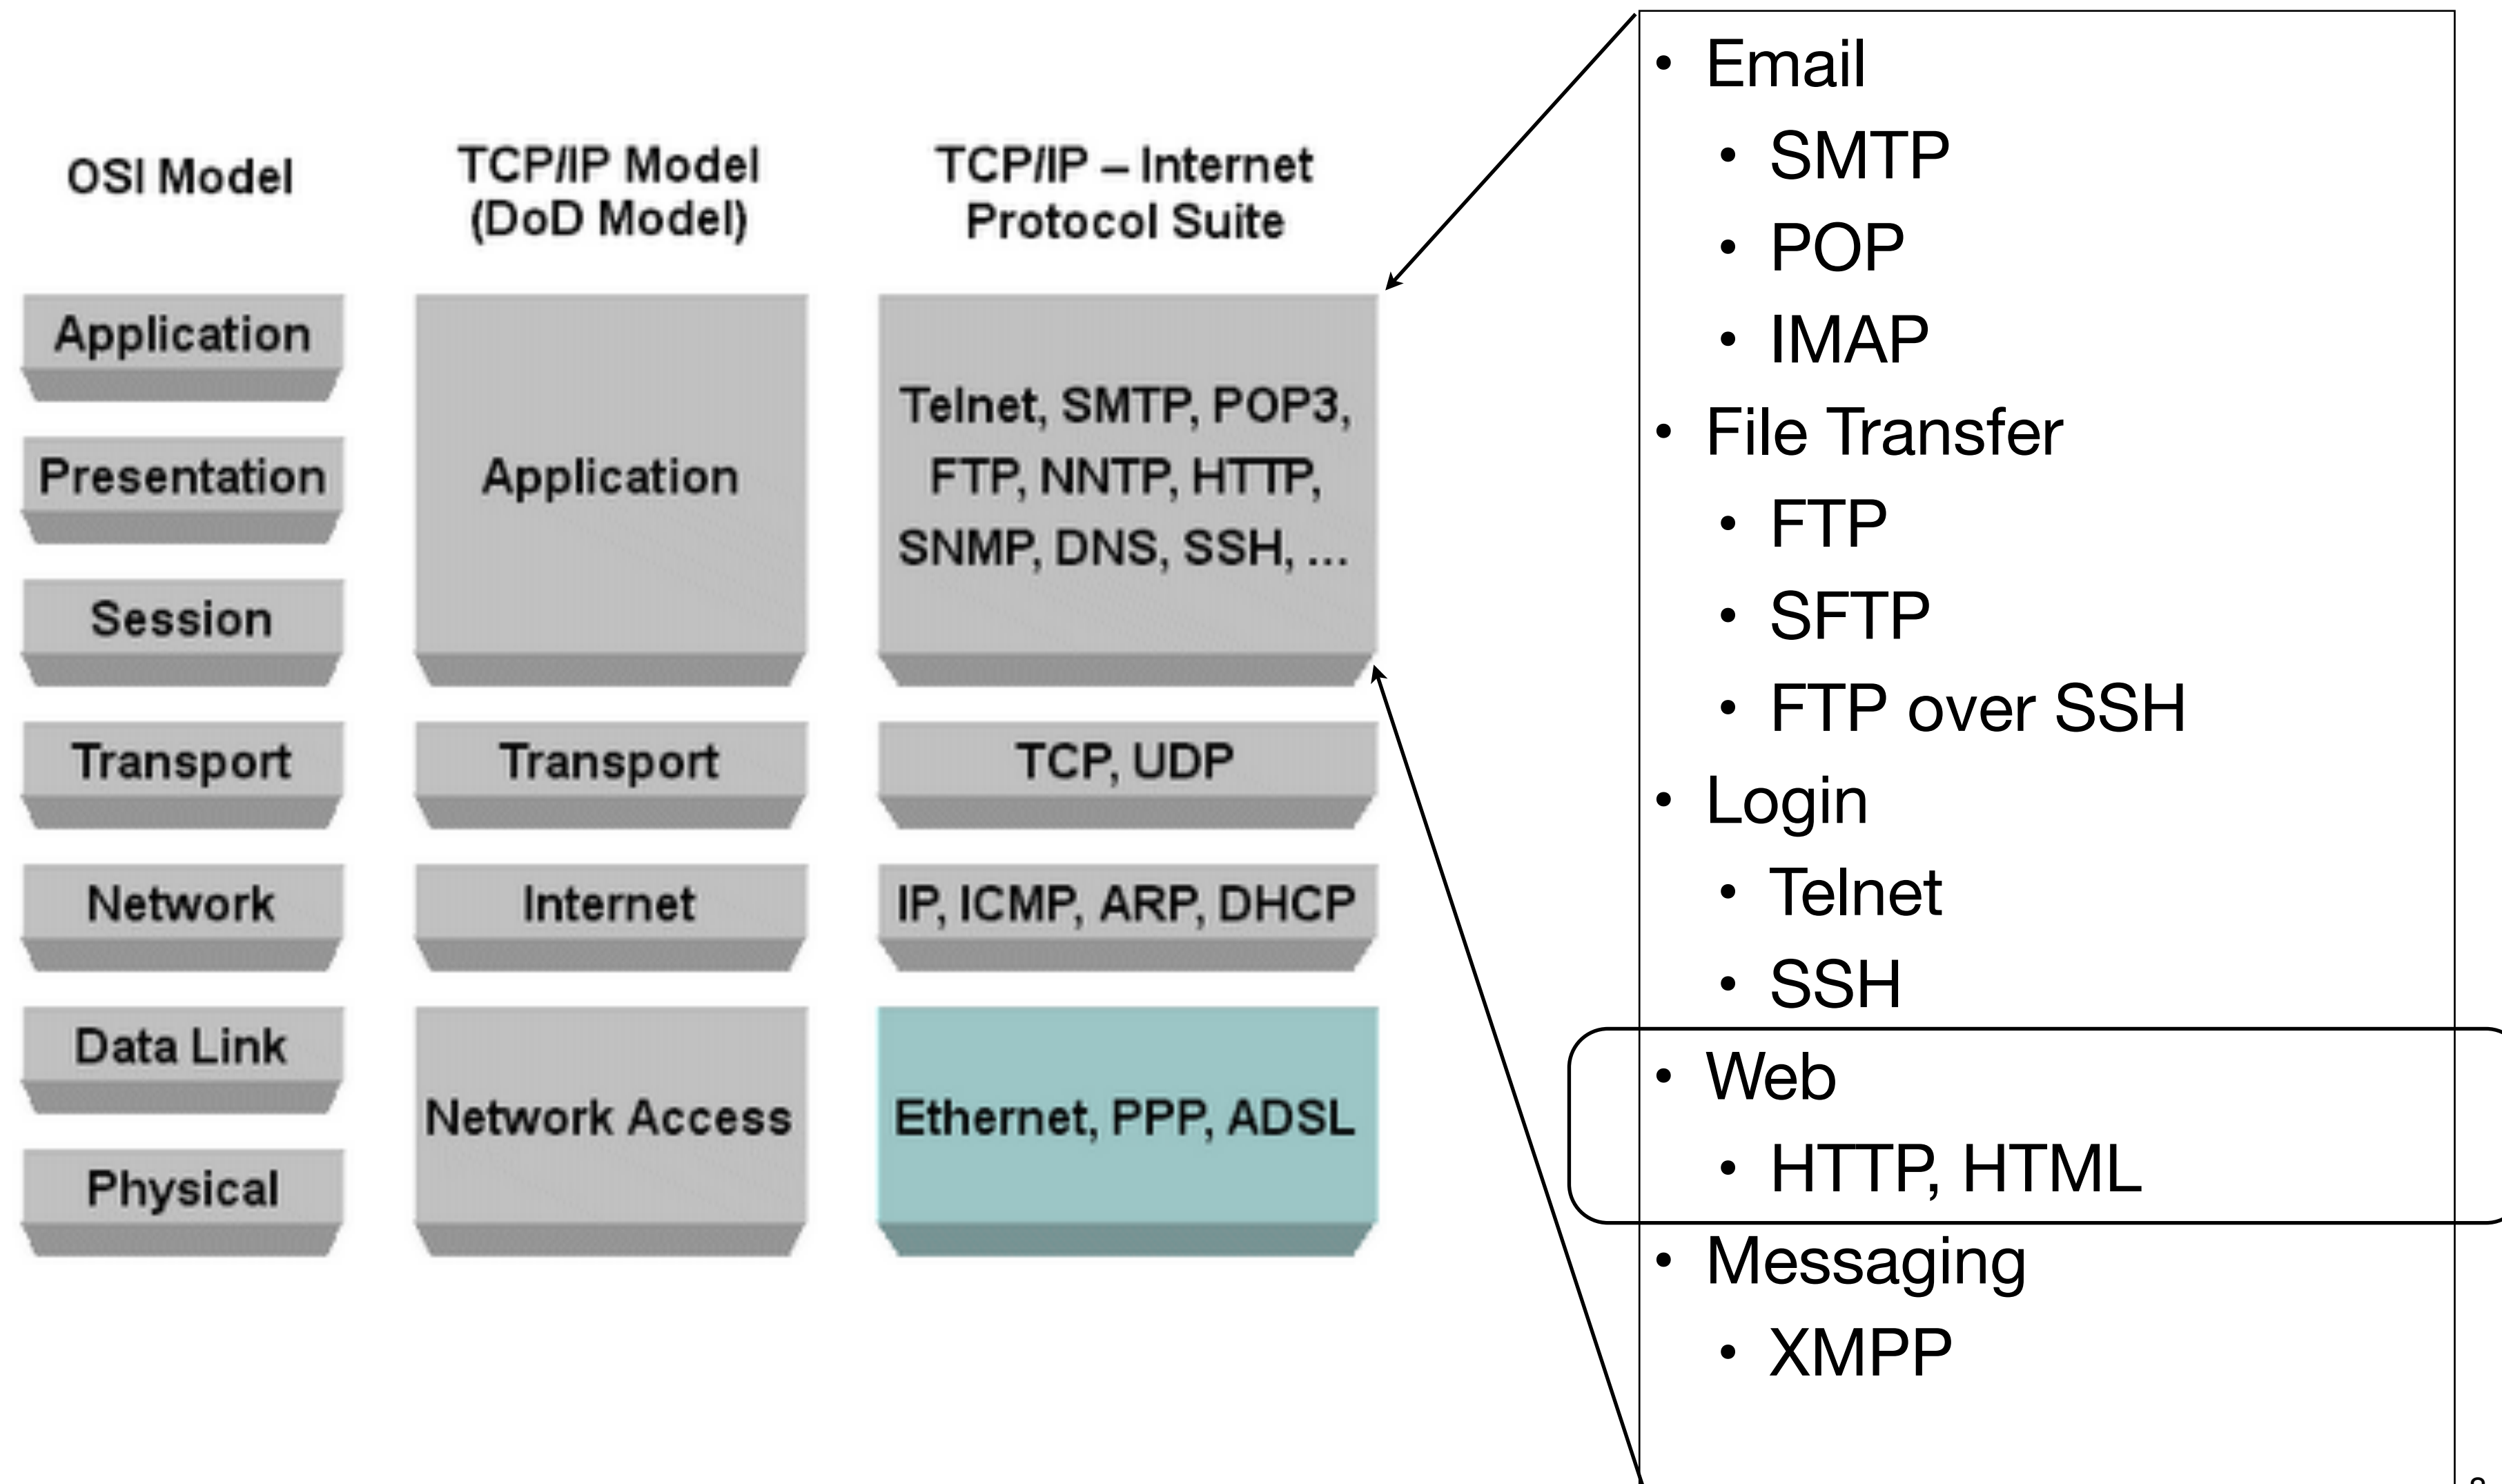 OSI Model
Application
Presentation
Session
Transport
Network
Data Link
Physical
TCP/IP Model
(DoD Model)
Application
Transport
Internet
Network Access
TCP/IP – Internet
Protocol Suite
Telnet, SMTP, POP3,
FTP, NNTP, HTTP,
SNMP, DNS, SSH, ...
TCP, UDP
IP, ICMP, ARP, DHCP
Ethernet, PPP, ADSL
• Email
• SMTP
• POP
• IMAP
• File Transfer
• FTP
• SFTP
• FTP over SSH
• Login
• Telnet
• SSH
• Web
• HTTP, HTML
• Messaging
• XMPP